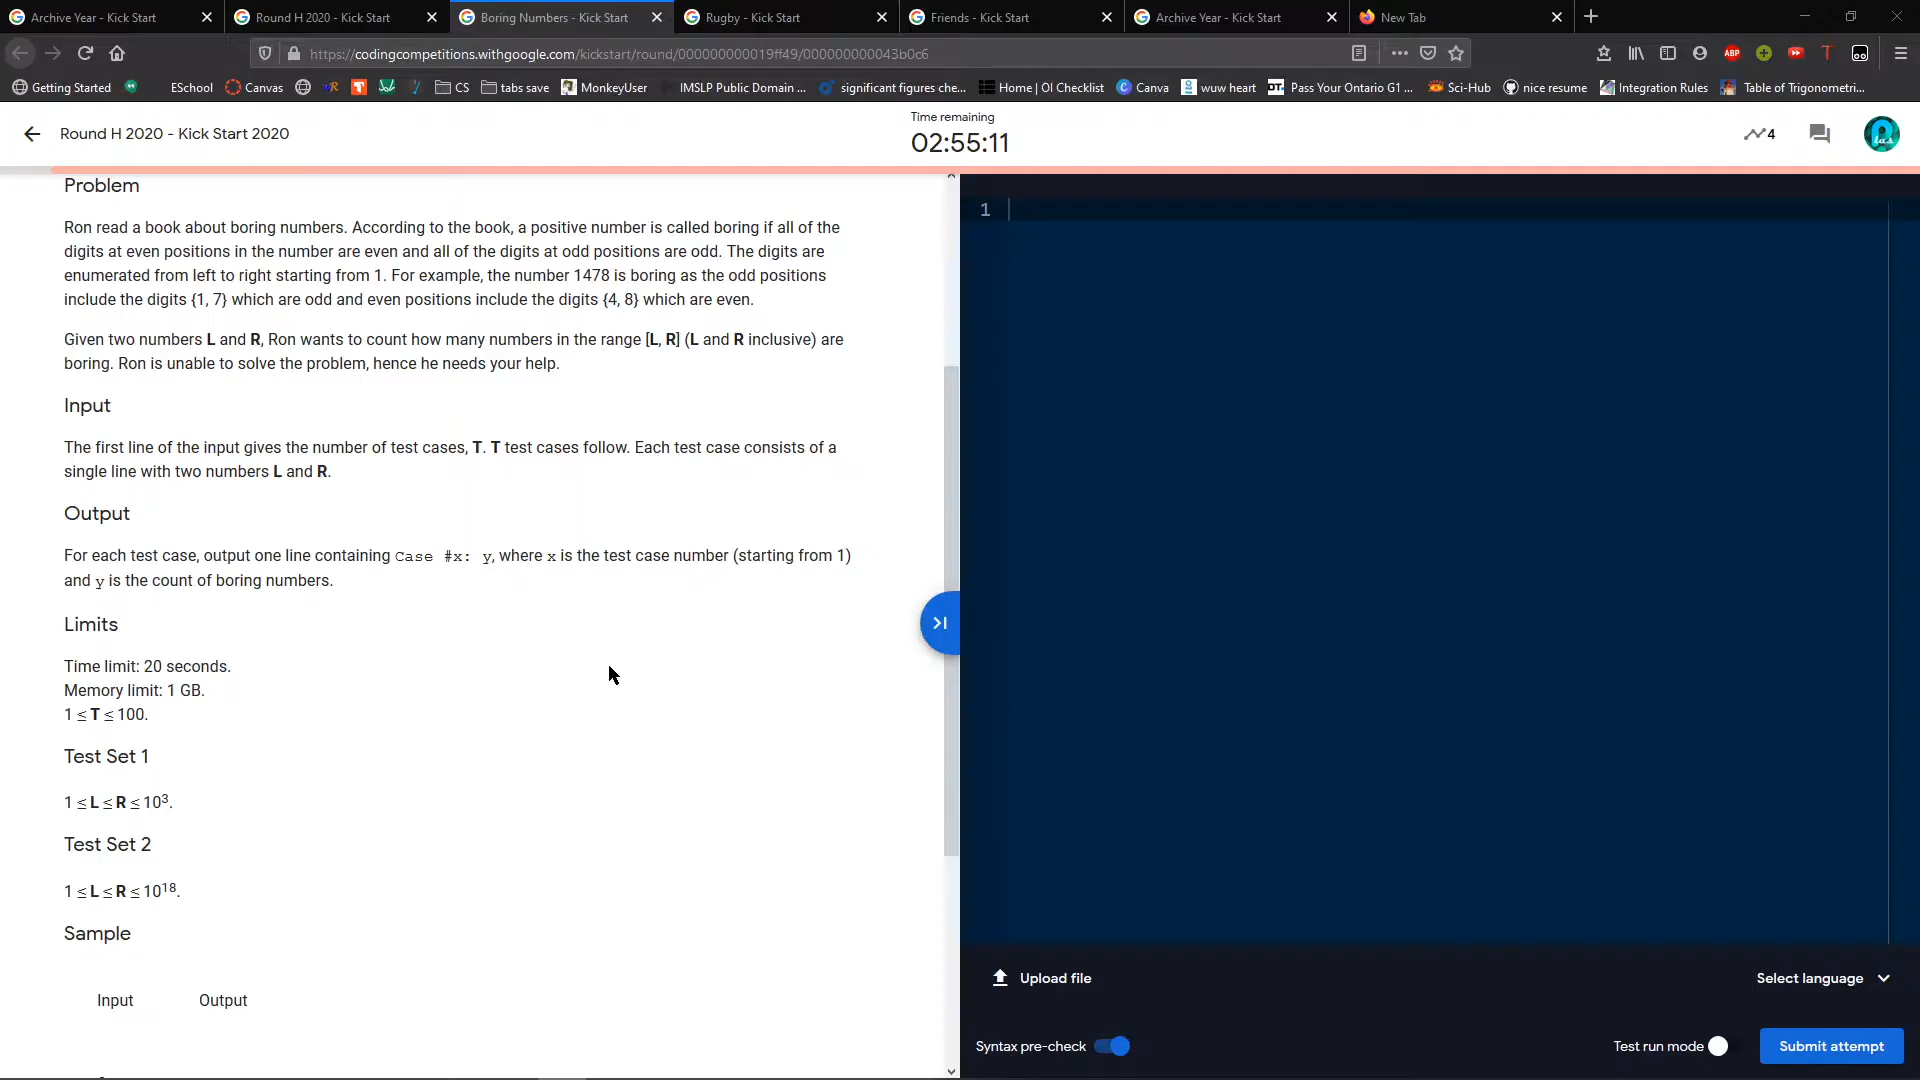 Archive Year - Kick Start
Round H 2020 - Kick Start
Boring Numbers - Kick Start
Rugby - Kick Start
Friends - Kick Start
Archive Year - Kick Start
New Tab
https://codingcompetitions.withgoogle.com/kickstart/round/000000000019ff49/000000000043b0c6
ABP
Getting Started
ESchool
Canvas
CS
tabs save
MonkeyUser
IMSLP Public Domain ...
significant figures che...
Home | OI Checklist
Canva
wuw heart
Pass Your Ontario G1 ...
Sci-Hub
nice resume
Integration Rules
Table of Trigonometri...
Round H 2020 - Kick Start 2020
Time remaining
02:55:11
4
Problem
Ron read a book about boring numbers. According to the book, a positive number is called boring if all of the
digits at even positions in the number are even and all of the digits at odd positions are odd. The digits are
enumerated from left to right starting from 1. For example, the number 1478 is boring as the odd positions
include the digits {1, 7} which are odd and even positions include the digits {4, 8} which are even.
Given two numbers L and R, Ron wants to count how many numbers in the range [L, R] (L and R inclusive) are
boring. Ron is unable to solve the problem, hence he needs your help.
Input
The first line of the input gives the number of test cases, T. T test cases follow. Each test case consists of a
single line with two numbers L and R.
Output
For each test case, output one line containing Case #x: y, where x is the test case number (starting from 1)
and y is the count of boring numbers.
Limits
Time limit: 20 seconds.
Memory limit: 1 GB.
1 ≤ T ≤ 100.
Test Set 1
1 ≤ L ≤ R ≤ 10³.
Test Set 2
1 ≤ L ≤ R ≤ 10¹⁸.
Sample
Input
Output
1
Upload file
Select language
Syntax pre-check
Test run mode
Submit attempt